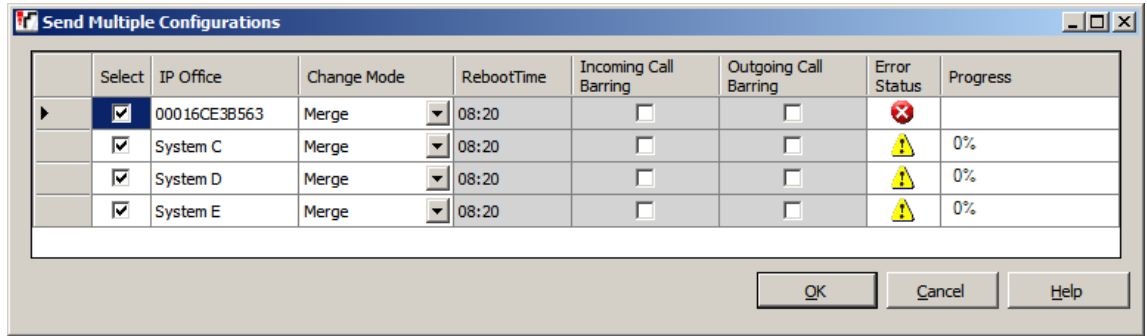 Send Multiple Configurations
Select IP Office Change Mode RebootTime Incoming Call Barring Outgoing Call Barring Error Status Progress
00016CE3B563 Merge 08:20
System C Merge 08:20 0%
System D Merge 08:20 0%
System E Merge 08:20 0%
OK Cancel Help